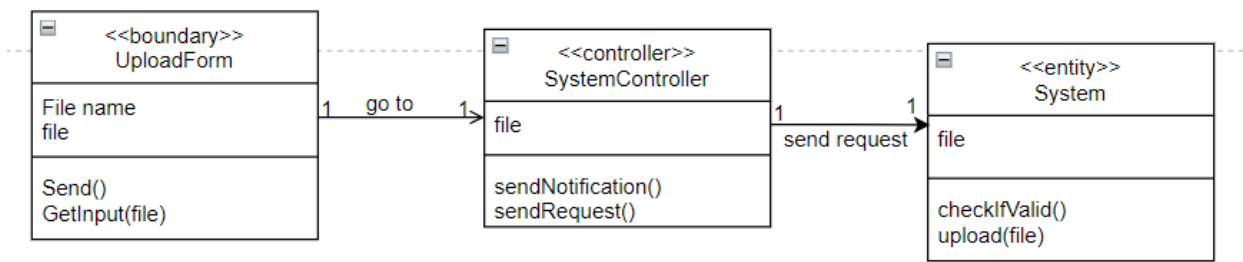 <<boundary>>
UploadForm
File name
file
Send()
GetInput(file)
1
go to
1
<<controller>>
SystemController
file
sendNotification()
sendRequest()
1
send request
1
<<entity>>
System
file
checkIfValid()
upload(file)